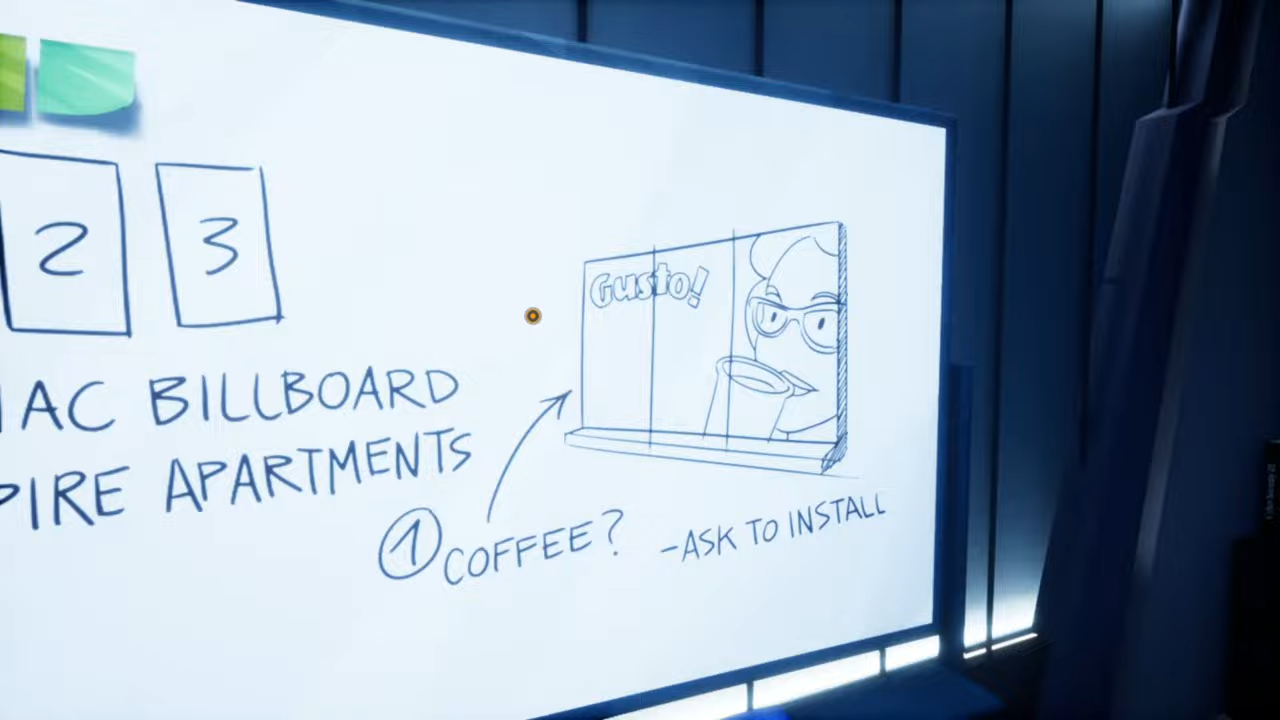 2
3
Gusto!
AC BILLBOARD
PIRE APARTMENTS
1 COFFEE? -ASK TO INSTALL